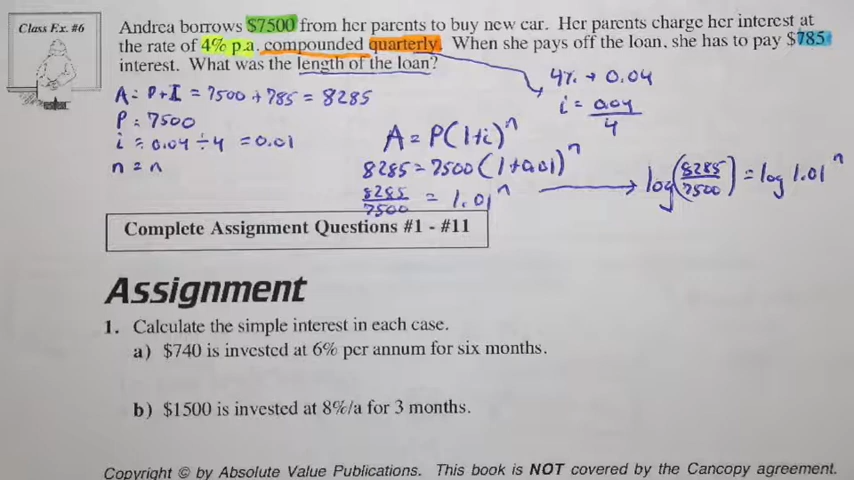 Class Ex. #6
Andrea borrows $7500 from her parents to buy new car. Her parents charge her interest at
the rate of 4% p.a. compounded quarterly. When she pays off the loan, she has to pay $785
interest. What was the length of the loan?
4% → 0.04
i = 0.04/4
A = P+I = 7500 + 785 = 8285
P = 7500
i = 0.04 ÷ 4 = 0.01
n = n
A = P(1+i)^n
8285 = 7500(1+0.01)^n
8285/7500 = 1.01^n → log(8285/7500) = log 1.01^n
Complete Assignment Questions #1 - #11
Assignment
1. Calculate the simple interest in each case.
a) $740 is invested at 6% per annum for six months.
b) $1500 is invested at 8%/a for 3 months.
Copyright © by Absolute Value Publications. This book is NOT covered by the Cancopy agreement.